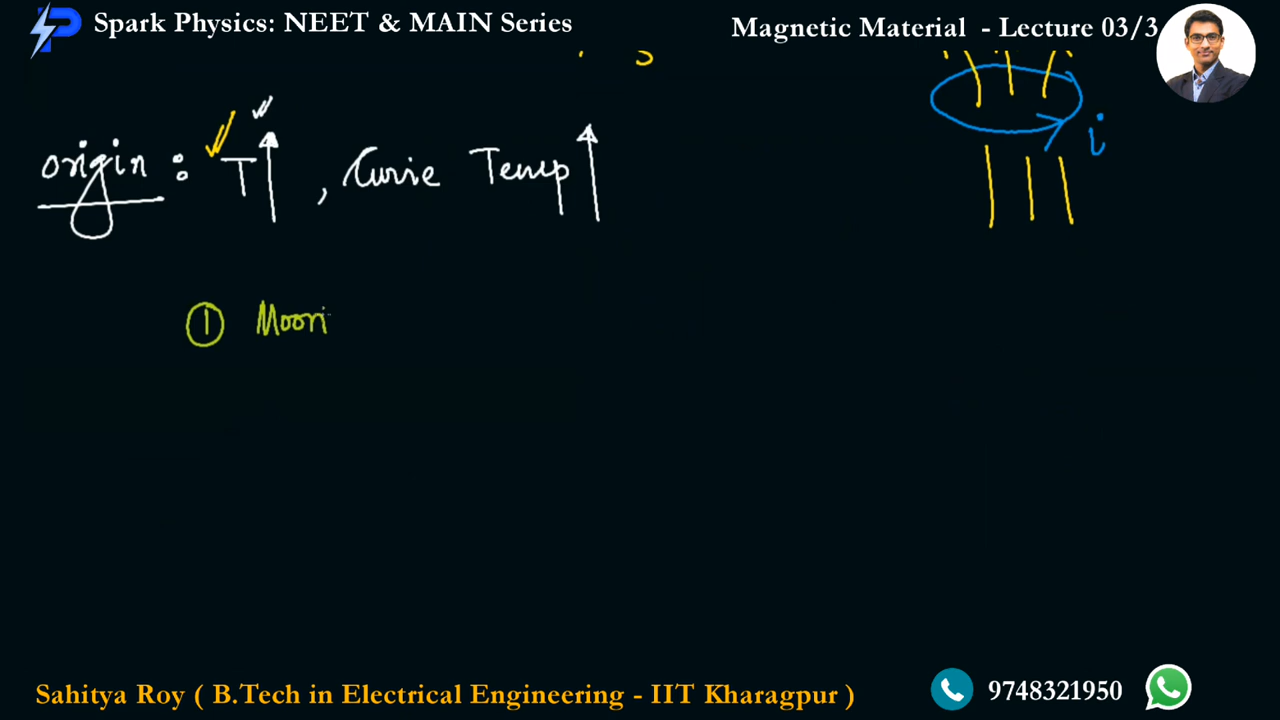 Spark Physics: NEET & MAIN Series
Magnetic Material - Lecture 03/3
i
origin : T↑ , Curie Temp ↑
① Moon
Sahitya Roy ( B.Tech in Electrical Engineering - IIT Kharagpur )
9748321950